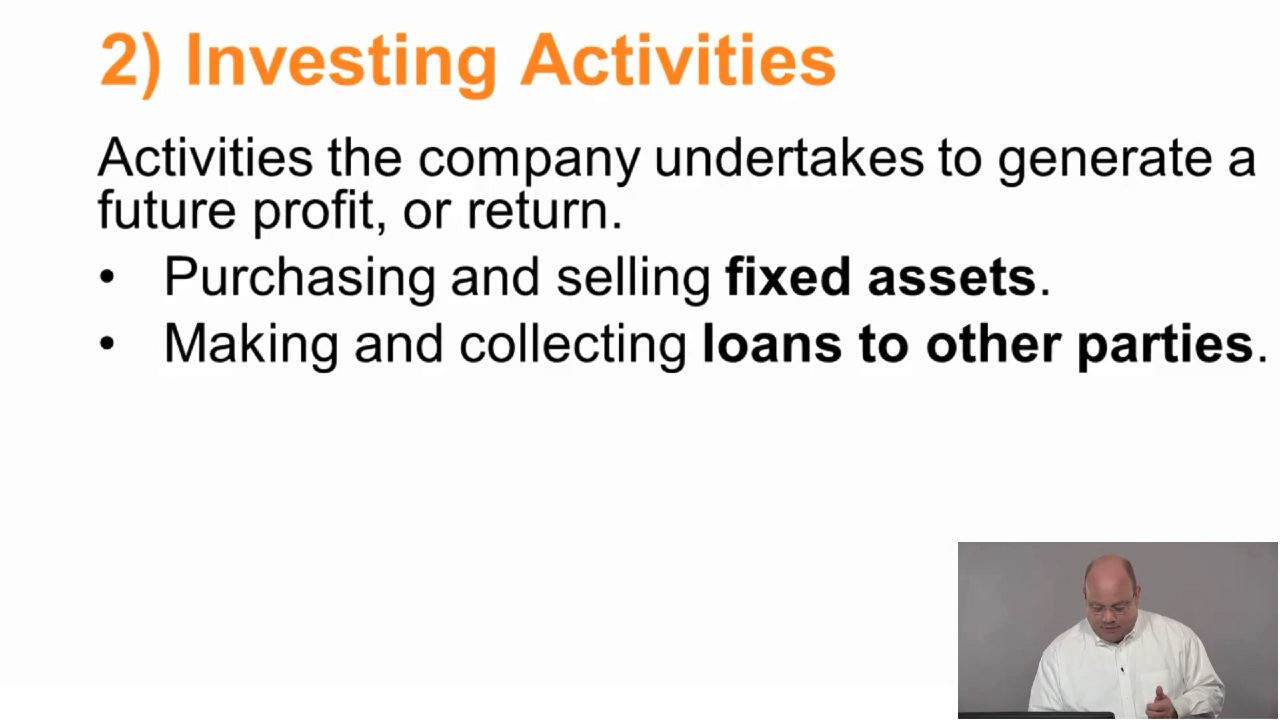 2) Investing Activities
Activities the company undertakes to generate a
future profit, or return.
• Purchasing and selling fixed assets.
• Making and collecting loans to other parties.